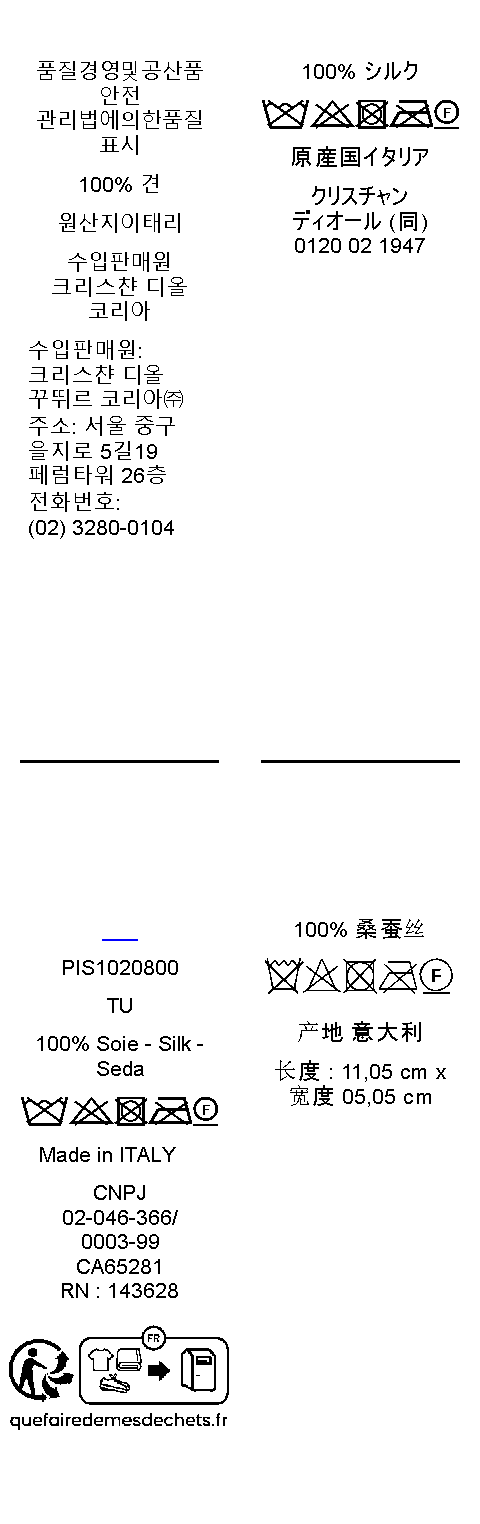 품질경영및공산품
안전
관리법에의한품질
표시
100% 견
원산지이태리
수입판매원
크리스챤 디올
코리아
수입판매원:
크리스챤 디올
꾸뛰르 코리아㈜
주소: 서울 중구
을지로 5길19
페럼타워 26층
전화번호:
(02) 3280-0104
100% シルク
F
原産国イタリア
クリスチャン
ディオール (同)
0120 02 1947
PIS1020800
TU
100% Soie - Silk -
Seda
F
Made in ITALY
CNPJ
02-046-366/
0003-99
CA65281
RN : 143628
FR
quefairedemesdechets.fr
100% 桑蚕丝
F
产地 意大利
长度 : 11,05 cm x
宽度 05,05 cm